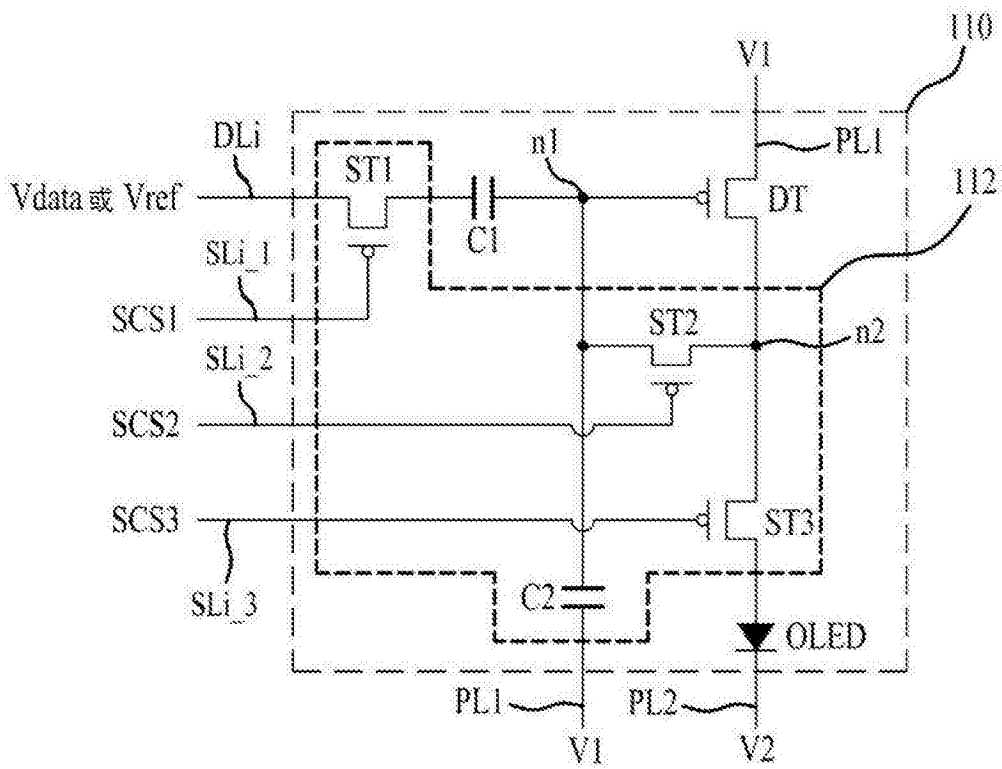 110
V1
DLi
n1
PL1
ST1
Vdata或 Vref
DT
112
C1
SLi_1
SCS1
ST2
n2
SLi_2
SCS2
SCS3
ST3
SLi_3
C2
OLED
PL1
PL2
V1
V2